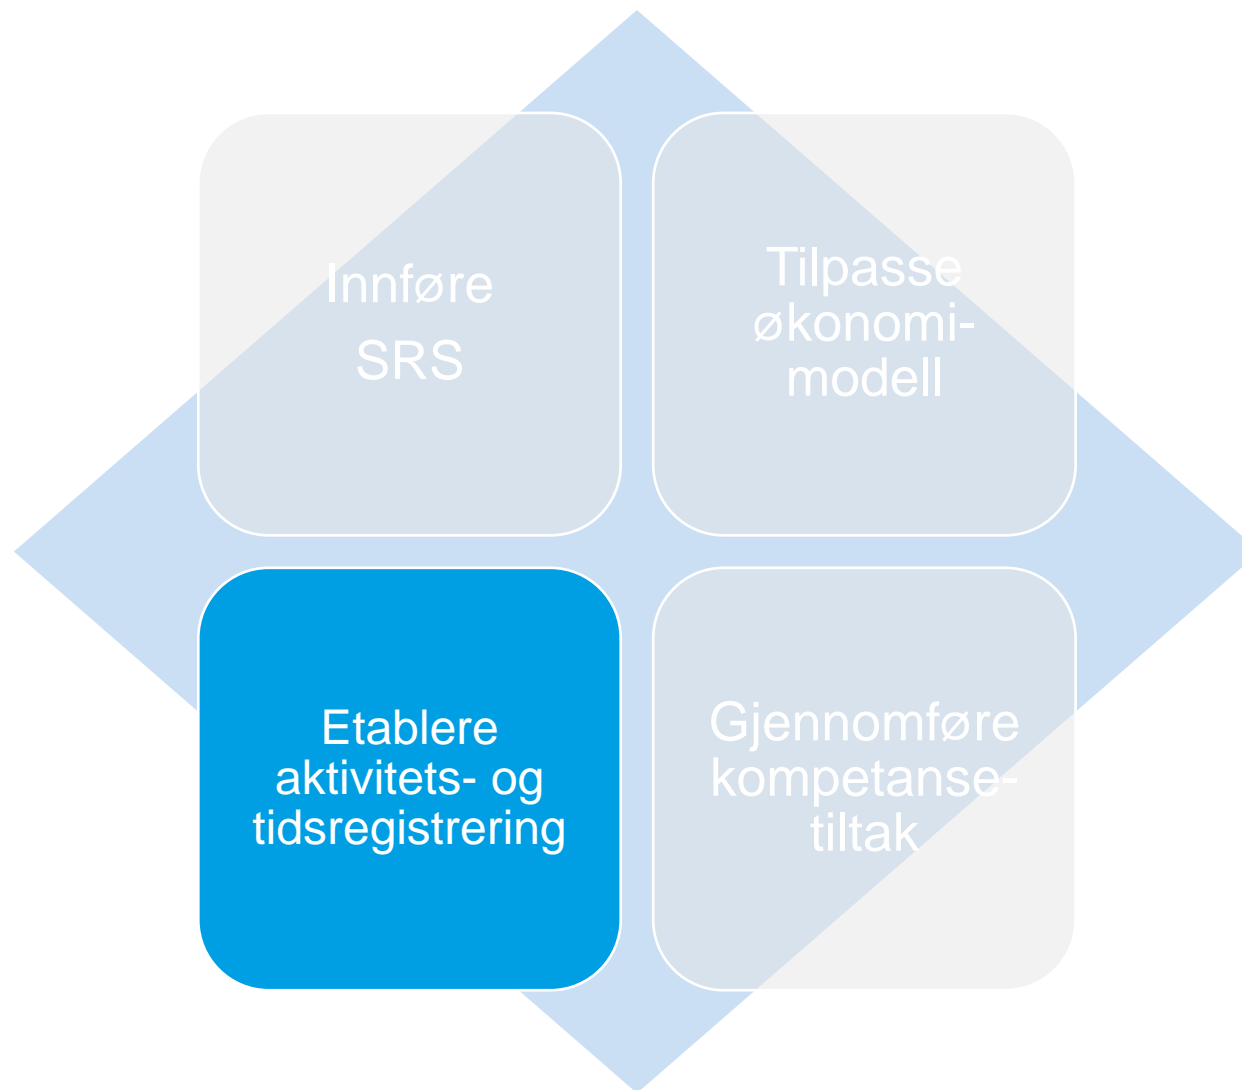 Innføre
SRS
Tilpasse
økonomi-
modell
Etablere
aktivitets- og
tidsregistrering
Gjennomføre
kompetanse-
tiltak